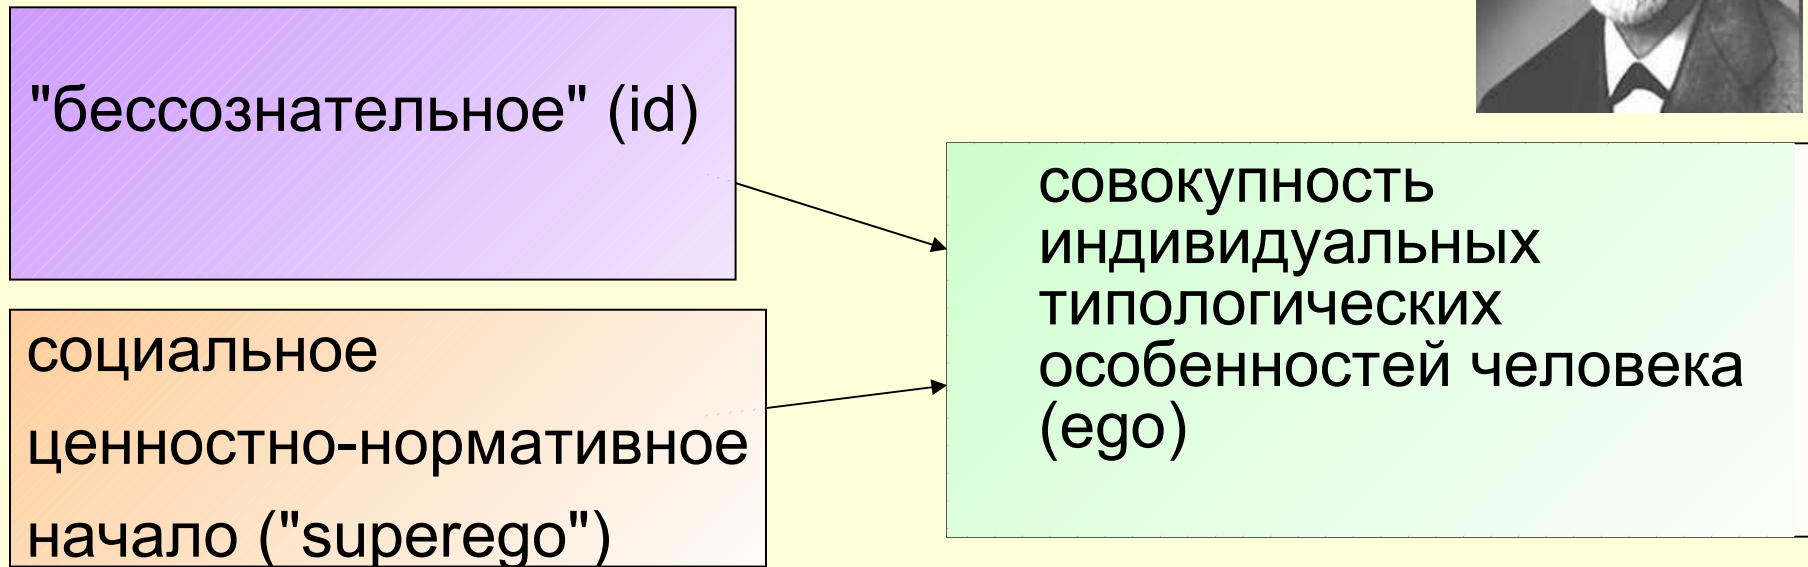 "бессознательное" (id)
социальное
ценностно-нормативное
начало ("superego")
совокупность
индивидуальных
типологических
особенностей человека
(ego)